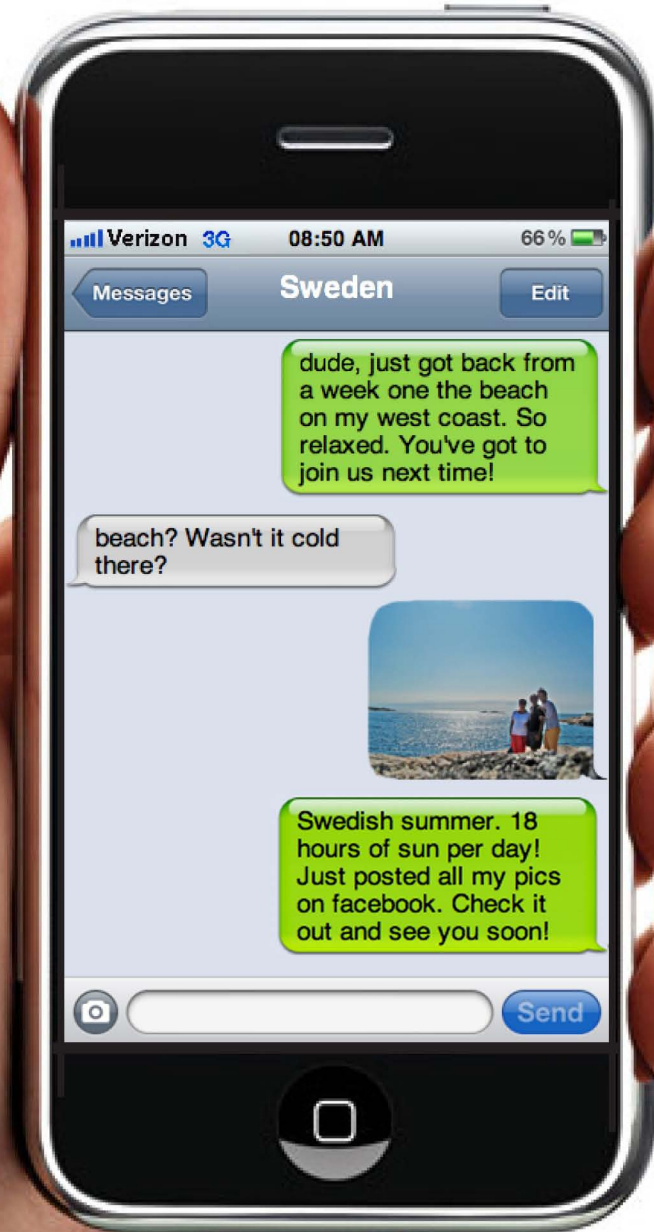 Verizon 3G 08:50 AM 66%
Messages Sweden Edit
dude, just got back from
a week one the beach
on my west coast. So
relaxed. You've got to
join us next time!
beach? Wasn't it cold
there?
Swedish summer. 18
hours of sun per day!
Just posted all my pics
on facebook. Check it
out and see you soon!
Send